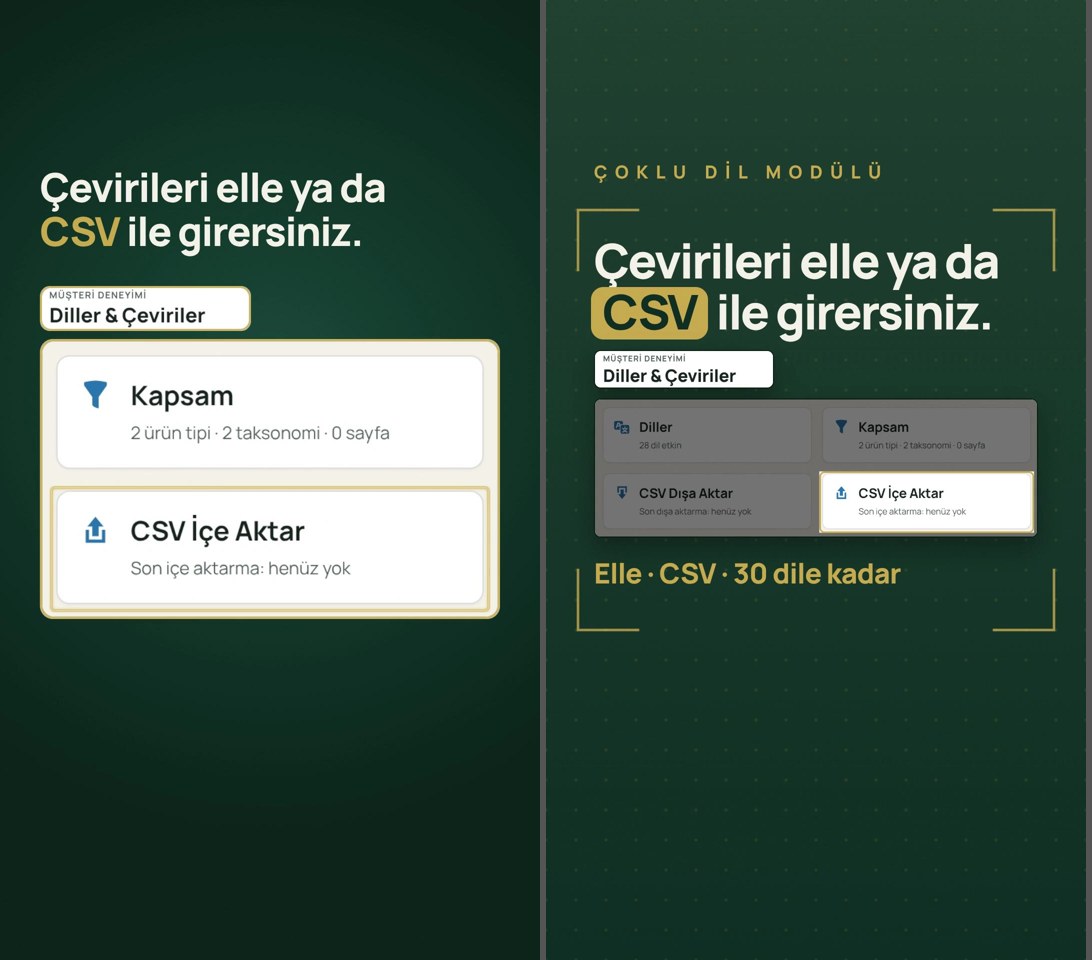 Çevirileri elle ya da
CSV ile girersiniz.
MÜŞTERİ DENEYİMİ
Diller & Çeviriler
Kapsam
2 ürün tipi · 2 taksonomi · 0 sayfa
CSV İçe Aktar
Son içe aktarma: henüz yok
ÇOKLU DİL MODÜLÜ
Çevirileri elle ya da
CSV ile girersiniz.
MÜŞTERİ DENEYİMİ
Diller & Çeviriler
Diller
28 dil etkin
Kapsam
2 ürün tipi · 2 taksonomi · 0 sayfa
CSV Dışa Aktar
Son dışa aktarma: henüz yok
CSV İçe Aktar
Son içe aktarma: henüz yok
Elle · CSV · 30 dile kadar